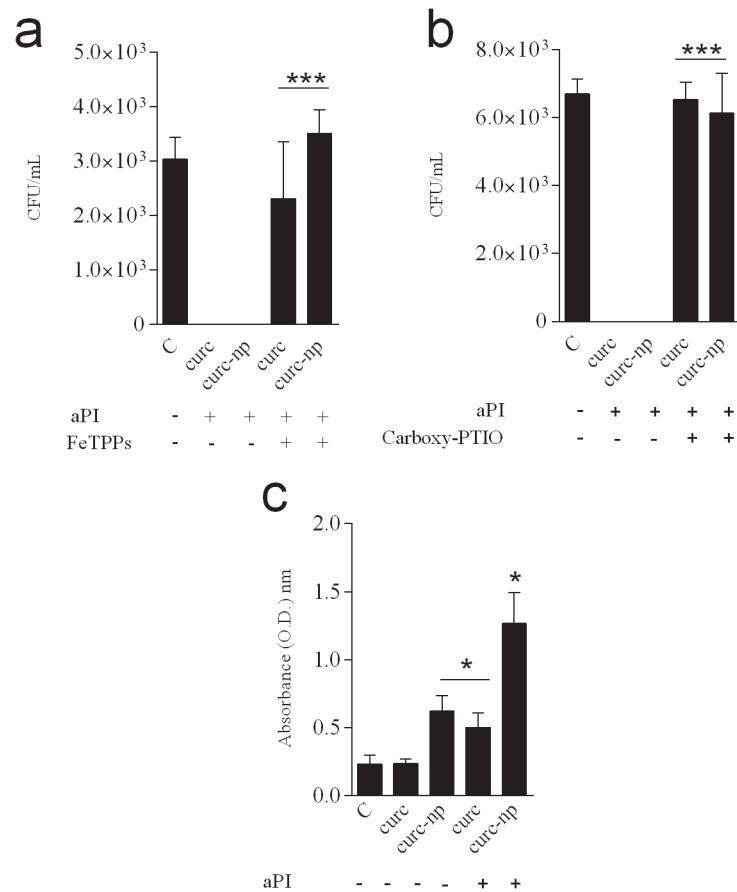 a
5.0×10³
4.0×10³
3.0×10³
2.0×10³
1.0×10³
0
CFU/mL
***
C
curc
curc-np
curc
curc-np
aPI - + + + +
FeTPPs - - - + +
b
8.0×10³
6.0×10³
4.0×10³
2.0×10³
0
CFU/mL
***
C
curc
curc-np
curc
curc-np
aPI - + + + +
Carboxy-PTIO - - - + +
c
2.0
1.5
1.0
0.5
0.0
Absorbance (O.D.) nm
*
*
C
curc
curc-np
curc
curc-np
aPI - - - - + +